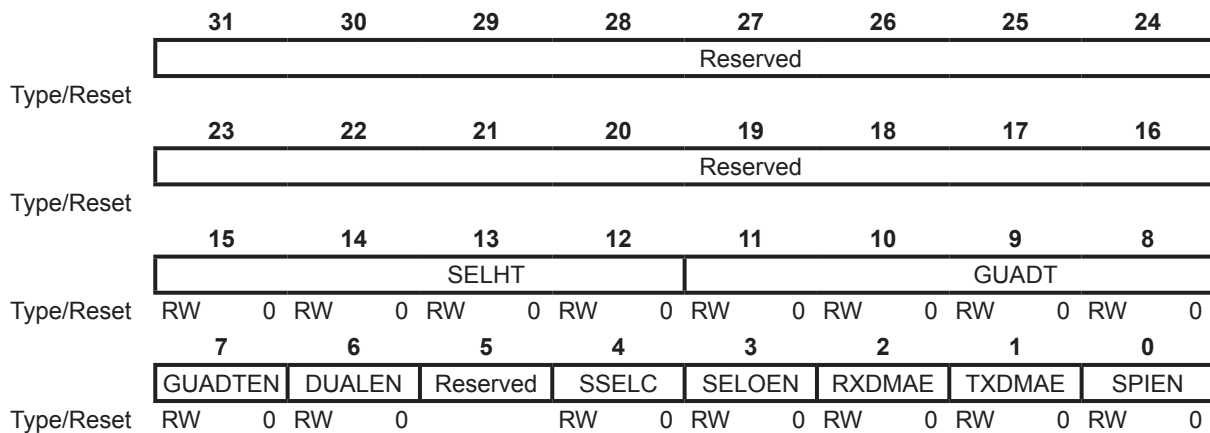 31 30 29 28 27 26 25 24
Reserved
Type/Reset
23 22 21 20 19 18 17 16
Reserved
Type/Reset
15 14 13 12 11 10 9 8
SELHT GUADT
Type/Reset RW 0 RW 0 RW 0 RW 0 RW 0 RW 0 RW 0 RW 0
7 6 5 4 3 2 1 0
GUADTEN DUALEN Reserved SSELC SELOEN RXDMAE TXDMAE SPIEN
Type/Reset RW 0 RW 0 RW 0 RW 0 RW 0 RW 0 RW 0